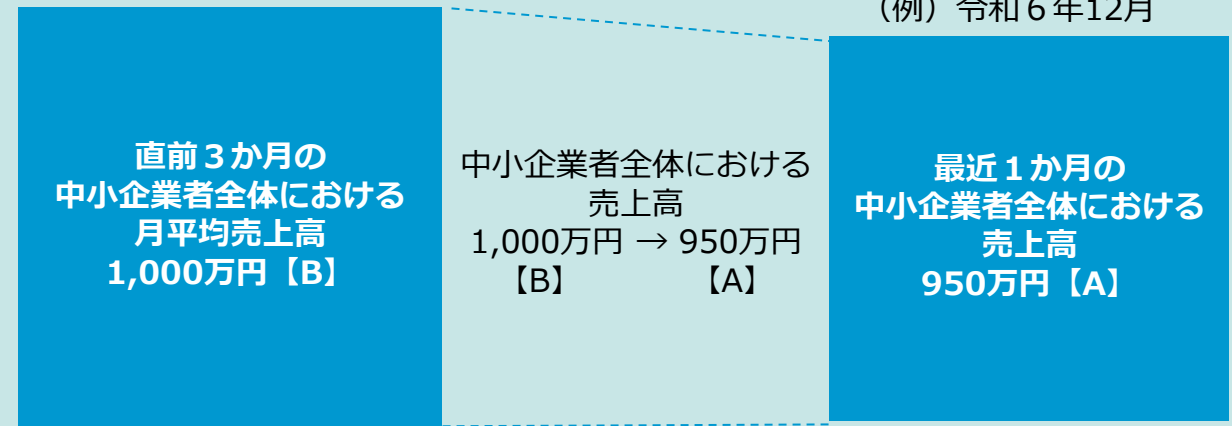 （例）令和６年12月
直前３か月の
中小企業者全体における
月平均売上高
1,000万円【B】
中小企業者全体における
売上高
1,000万円 → 950万円
【B】　　　　【A】
最近１か月の
中小企業者全体における
売上高
950万円【A】